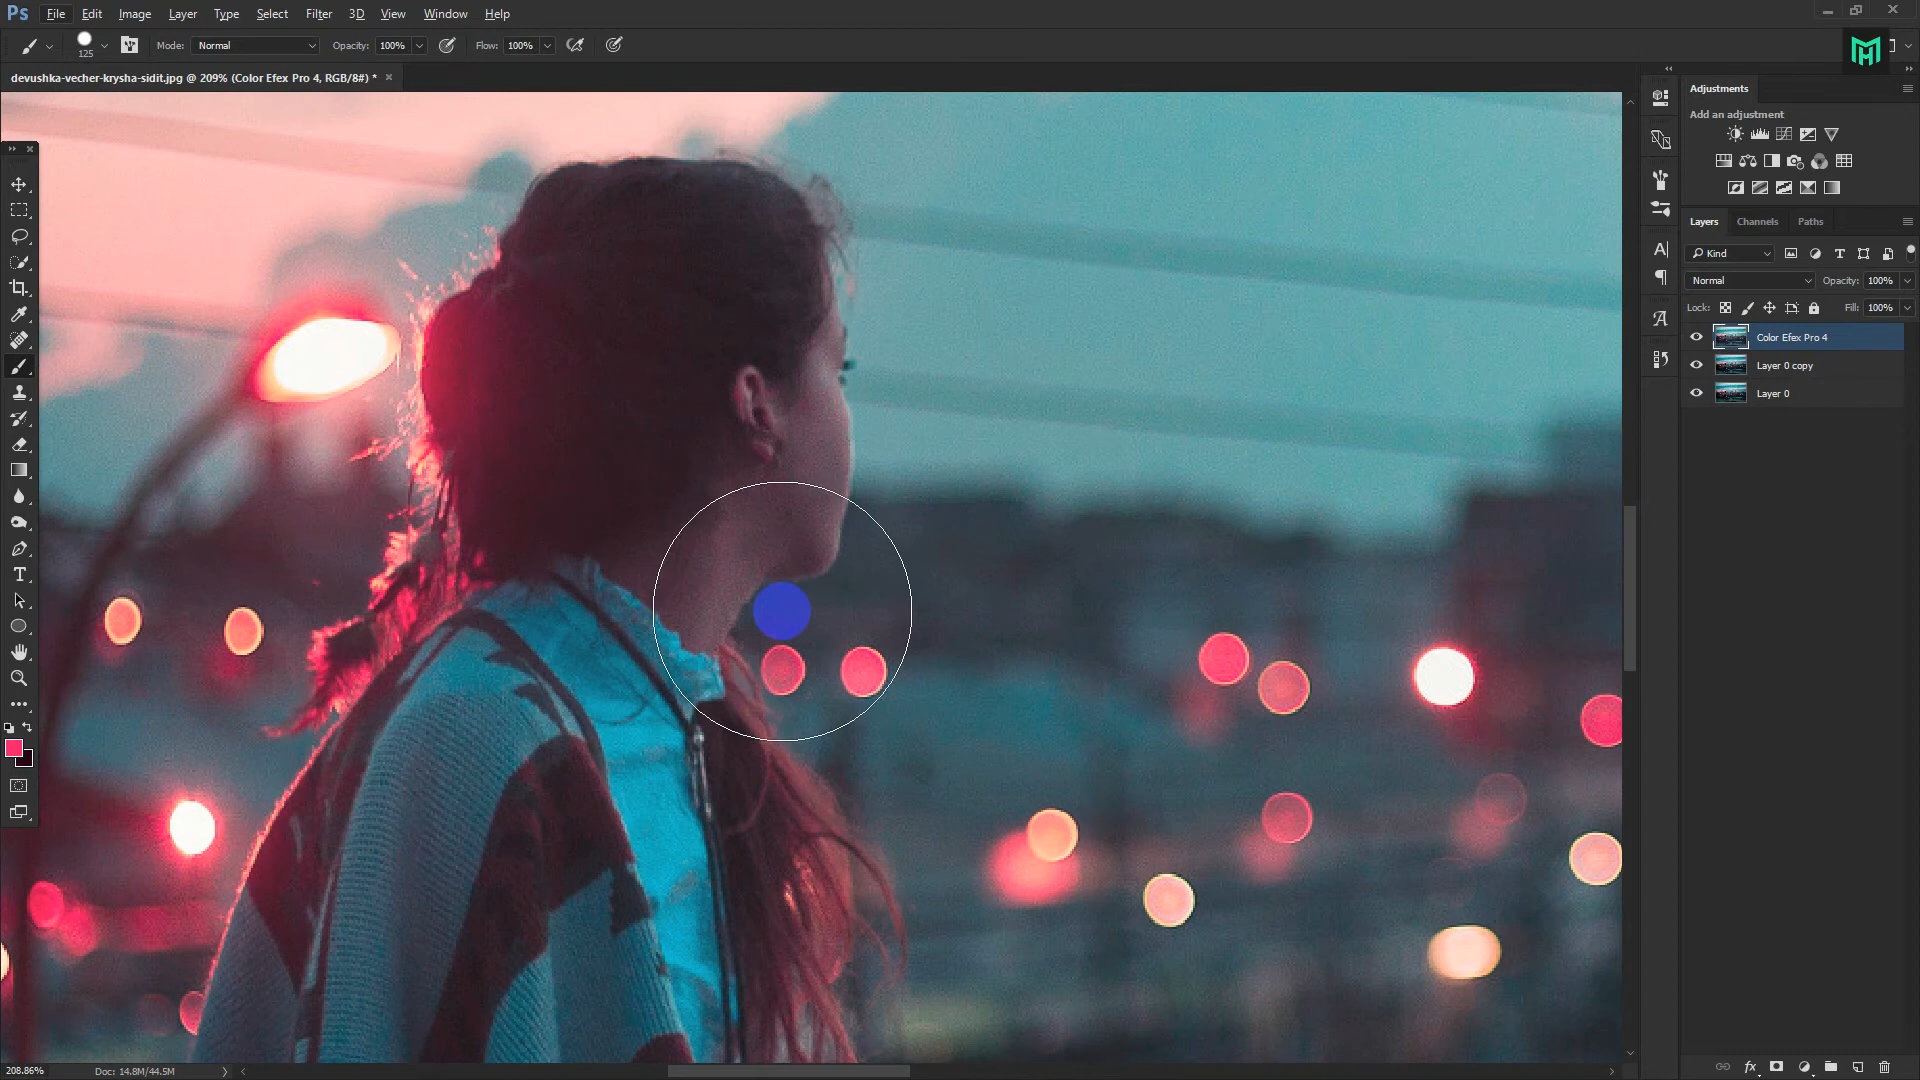 Ps File Edit Image Layer Type Select Filter 3D View Window Help
125 Mode: Normal Opacity: 100% Flow: 100%
devushka-vecher-krysha-sidit.jpg @ 209% (Color Efex Pro 4, RGB/8#) * ×
Adjustments
Add an adjustment
Layers Channels Paths
Kind
Normal Opacity: 100%
Lock: Fill: 100%
Color Efex Pro 4
Layer 0 copy
Layer 0
208.86% Doc: 14.8M/44.5M